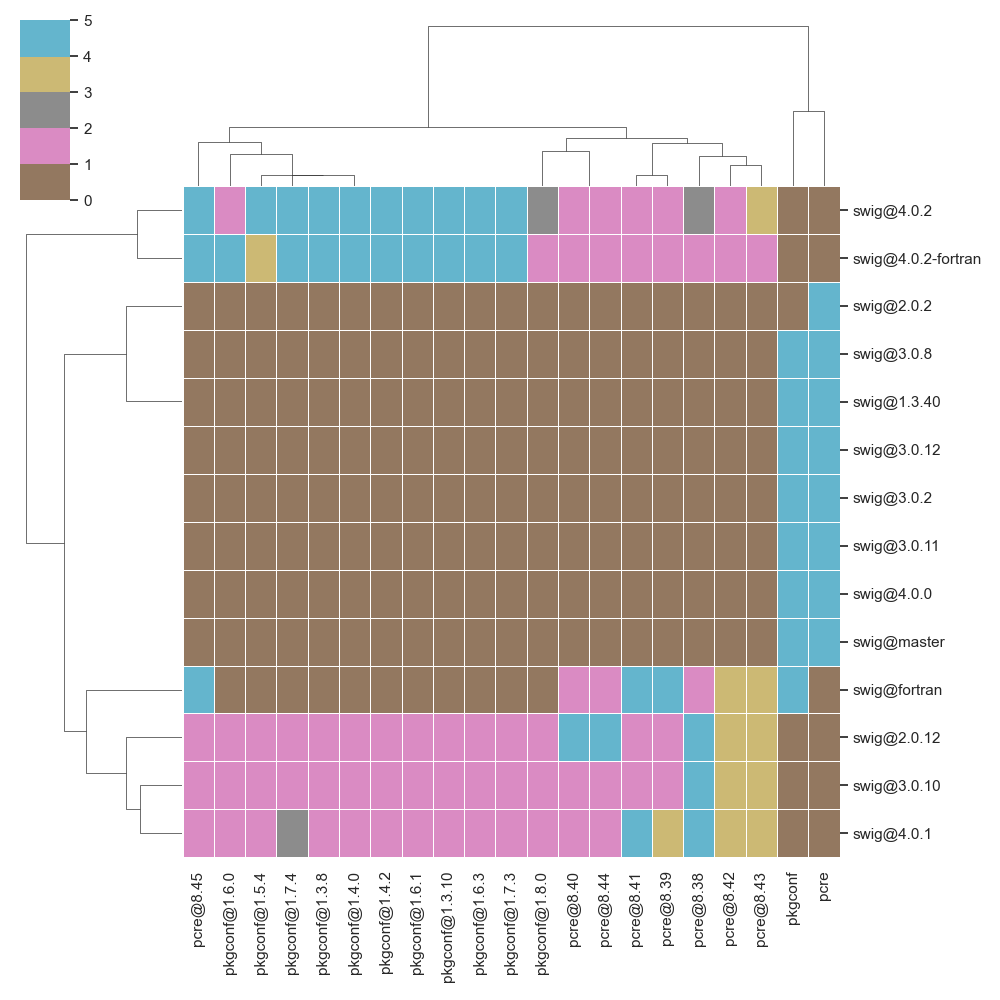 5
4
3
2
1
0
swig@4.0.2
swig@4.0.2-fortran
swig@2.0.2
swig@3.0.8
swig@1.3.40
swig@3.0.12
swig@3.0.2
swig@3.0.11
swig@4.0.0
swig@master
swig@fortran
swig@2.0.12
swig@3.0.10
swig@4.0.1
pcre@8.45
pkgconf@1.6.0
pkgconf@1.5.4
pkgconf@1.7.4
pkgconf@1.3.8
pkgconf@1.4.0
pkgconf@1.4.2
pkgconf@1.6.1
pkgconf@1.3.10
pkgconf@1.6.3
pkgconf@1.7.3
pkgconf@1.8.0
pcre@8.40
pcre@8.44
pcre@8.41
pcre@8.39
pcre@8.38
pcre@8.42
pcre@8.43
pkgconf
pcre